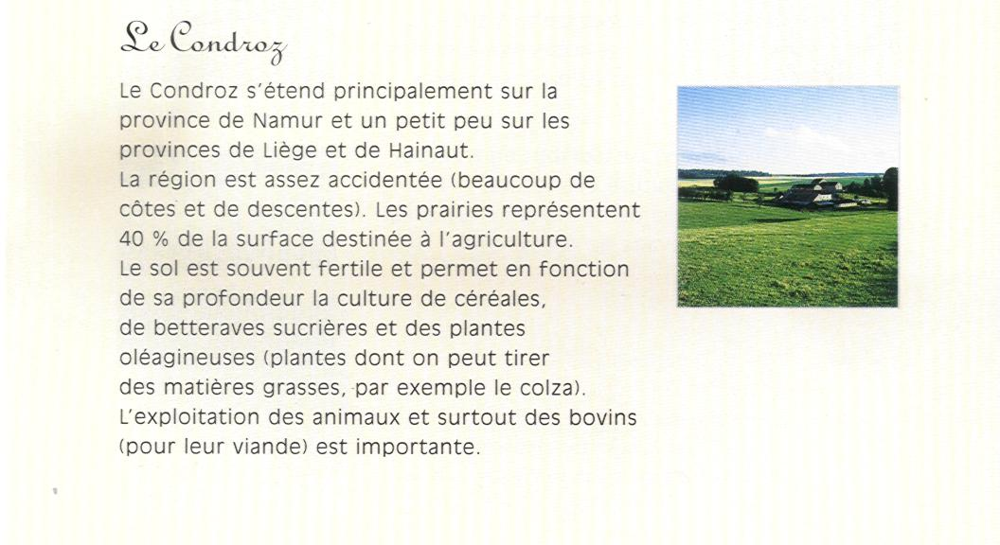 Le Condroz
Le Condroz s'étend principalement sur la
province de Namur et un petit peu sur les
provinces de Liège et de Hainaut.
La région est assez accidentée (beaucoup de
côtes et de descentes). Les prairies représentent
40 % de la surface destinée à l'agriculture.
Le sol est souvent fertile et permet en fonction
de sa profondeur la culture de céréales,
de betteraves sucrières et des plantes
oléagineuses (plantes dont on peut tirer
des matières grasses, par exemple le colza).
L'exploitation des animaux et surtout des bovins
(pour leur viande) est importante.